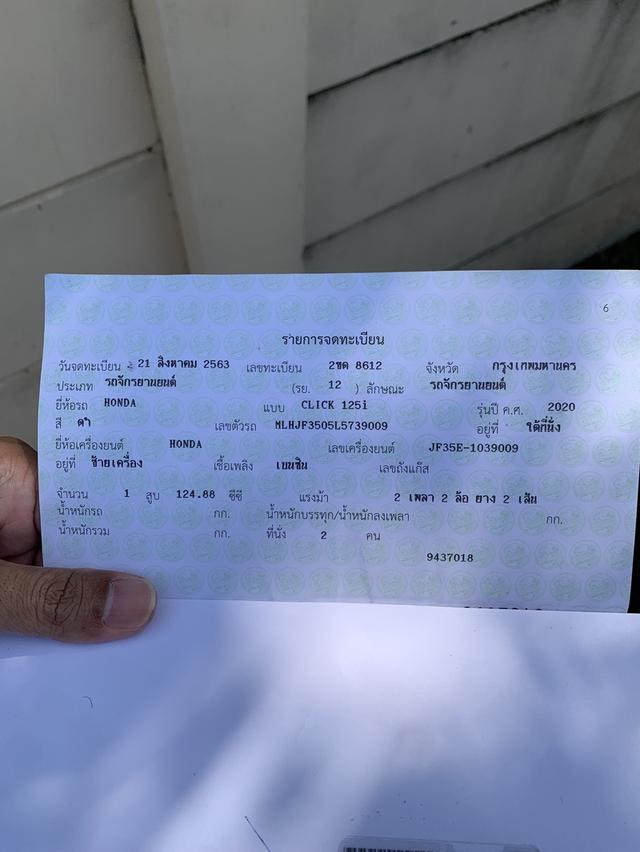 6
รายการจดทะเบียน
วันจดทะเบียน 21 สิงหาคม 2563 เลขทะเบียน 2ขด 8612 จังหวัด กรุงเทพมหานคร
ประเภท รถจักรยานยนต์ (รย. 12 ) ลักษณะ รถจักรยานยนต์
ยี่ห้อรถ HONDA แบบ CLICK 125i รุ่นปี ค.ศ. 2020
สี ดำ เลขตัวรถ MLHJF3505L5739009 อยู่ที่ ใต้ที่นั่ง
ยี่ห้อเครื่องยนต์ HONDA เลขเครื่องยนต์ JF35E-1039009
อยู่ที่ ซ้ายเครื่อง เชื้อเพลิง เบนซิน เลขถังแก๊ส
จำนวน 1 สูบ 124.88 ซีซี แรงม้า 2 เพลา 2 ล้อ ยาง 2 เส้น
น้ำหนักรถ กก. น้ำหนักบรรทุก/น้ำหนักลงเพลา กก.
น้ำหนักรวม กก. ที่นั่ง 2 คน
9437018